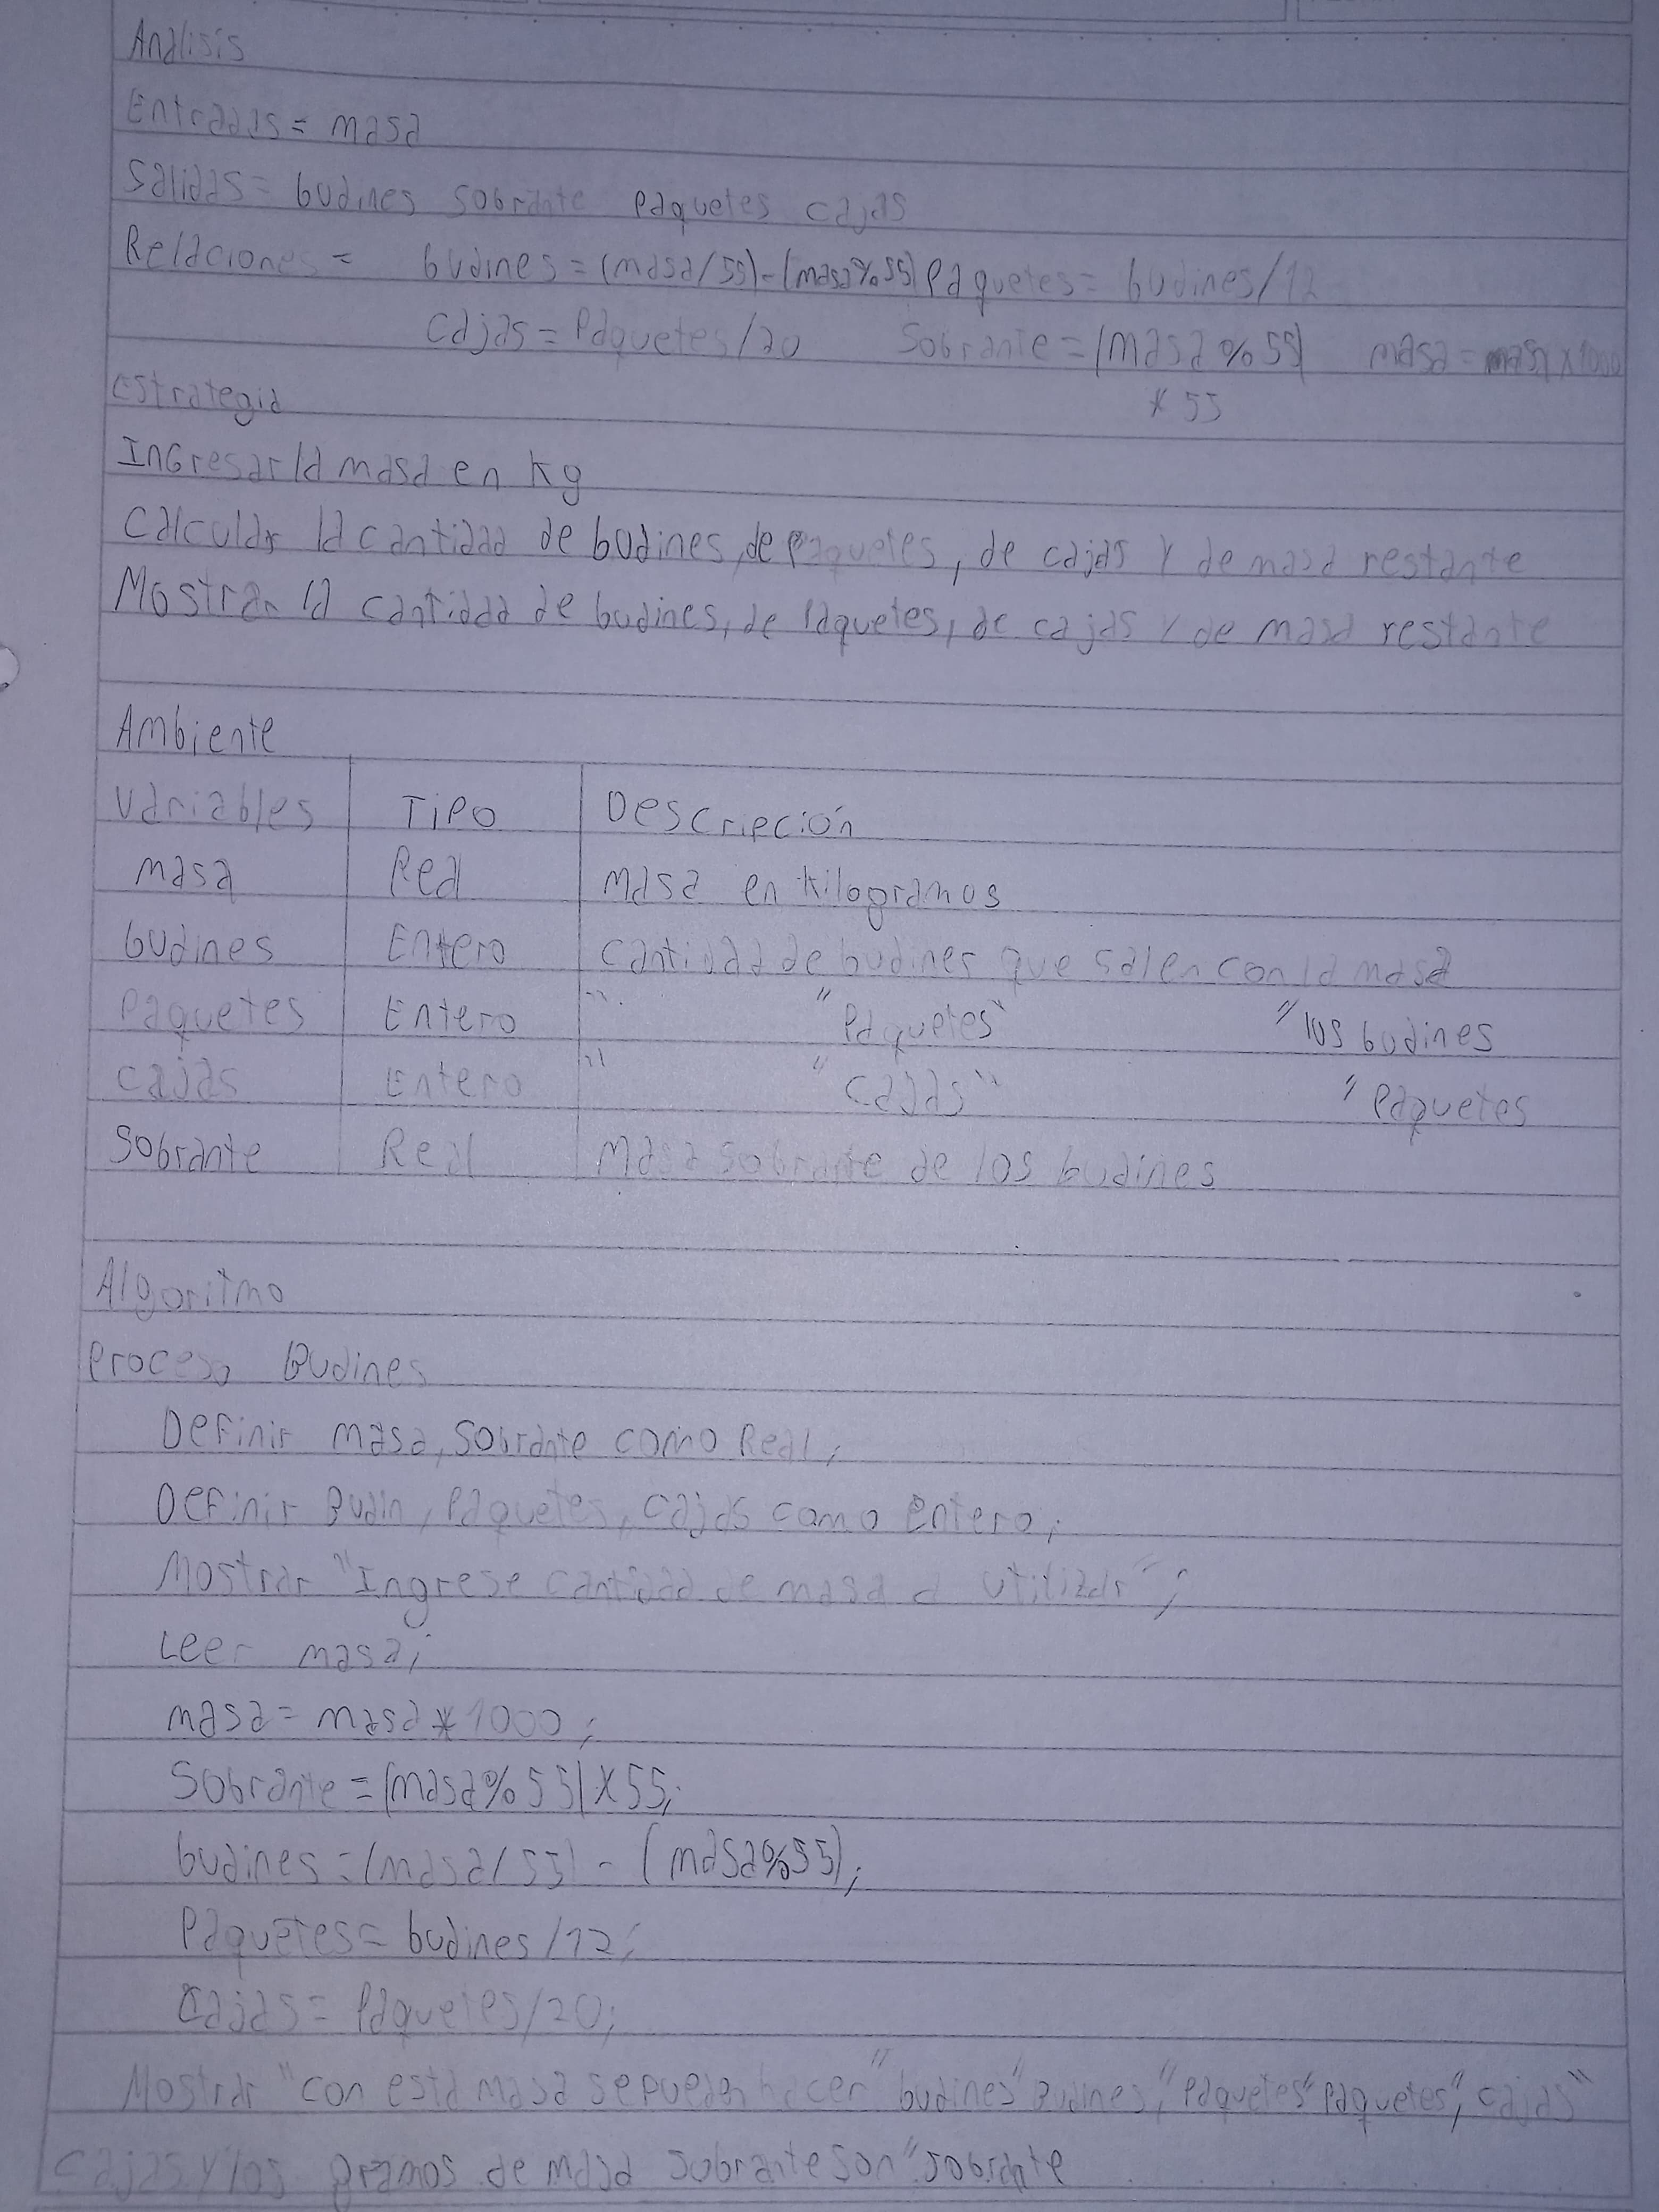 Análisis
Entradas = masa
Salidas = budines sobrante paquetes cajas
Relaciones = budines = (masa/55) - (masa%55) Paquetes = budines/12
Cajas = Paquetes/20 Sobrante = (masa%55) masa = masa x 1000
* 55
Estrategia
Ingresar la masa en Kg
Calcular la cantidad de budines, de paquetes, de cajas y de masa restante
Mostrar la cantidad de budines, de paquetes, de cajas y de masa restante
Ambiente
Variables Tipo Descripción
masa Real masa en kilogramos
budines Entero cantidad de budines que salen con la masa
Paquetes Entero " " Paquetes " " los budines
cajas Entero " " cajas " " Paquetes
Sobrante Real Masa sobrante de los budines
Algoritmo
Proceso Budines
Definir masa, sobrante como Real;
Definir Budin, Paquetes, cajas como entero;
Mostrar "Ingrese cantidad de masa a utilizar";
Leer masa;
masa = masa * 1000;
Sobrante = (masa%55) x 55;
budines = (masa/55) - (masa%55);
Paquetes = budines/12;
Cajas = Paquetes/20;
Mostrar "con esta masa se pueden hacer" budines "Budines," Paquetes "Paquetes", cajas "
cajas y los gramos de masa sobrante son" sobrante